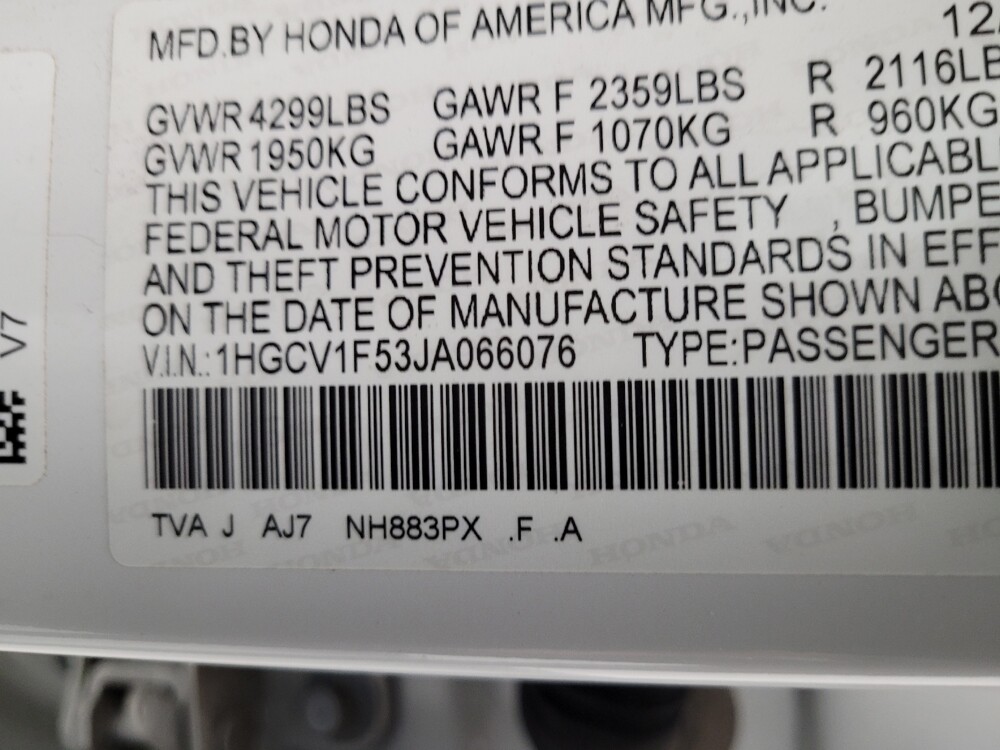 MFD.BY HONDA OF AMERICA MFG.,INC. 12/
GVWR 4299LBS GAWR F 2359LBS R 2116LB
GVWR 1950KG GAWR F 1070KG R 960KG
THIS VEHICLE CONFORMS TO ALL APPLICABL
FEDERAL MOTOR VEHICLE SAFETY , BUMPE
AND THEFT PREVENTION STANDARDS IN EFF
ON THE DATE OF MANUFACTURE SHOWN ABO
V.I.N.:1HGCV1F53JA066076 TYPE:PASSENGER
TVA J AJ7 NH883PX .F .A
V7